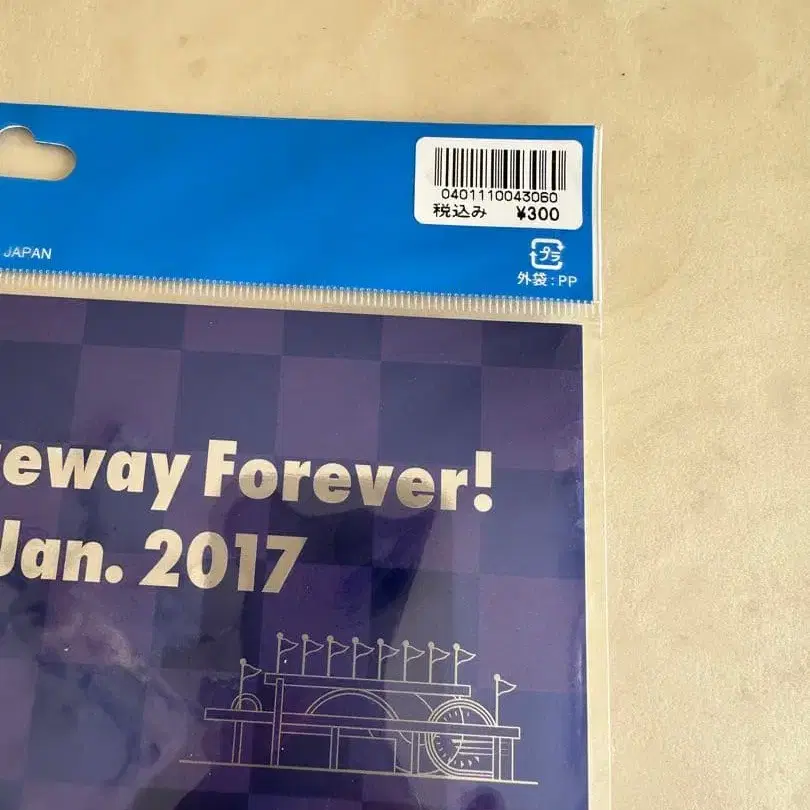 0401110043060
税込み ¥300
JAPAN
プラ
外袋:PP
eway Forever!
Jan. 2017